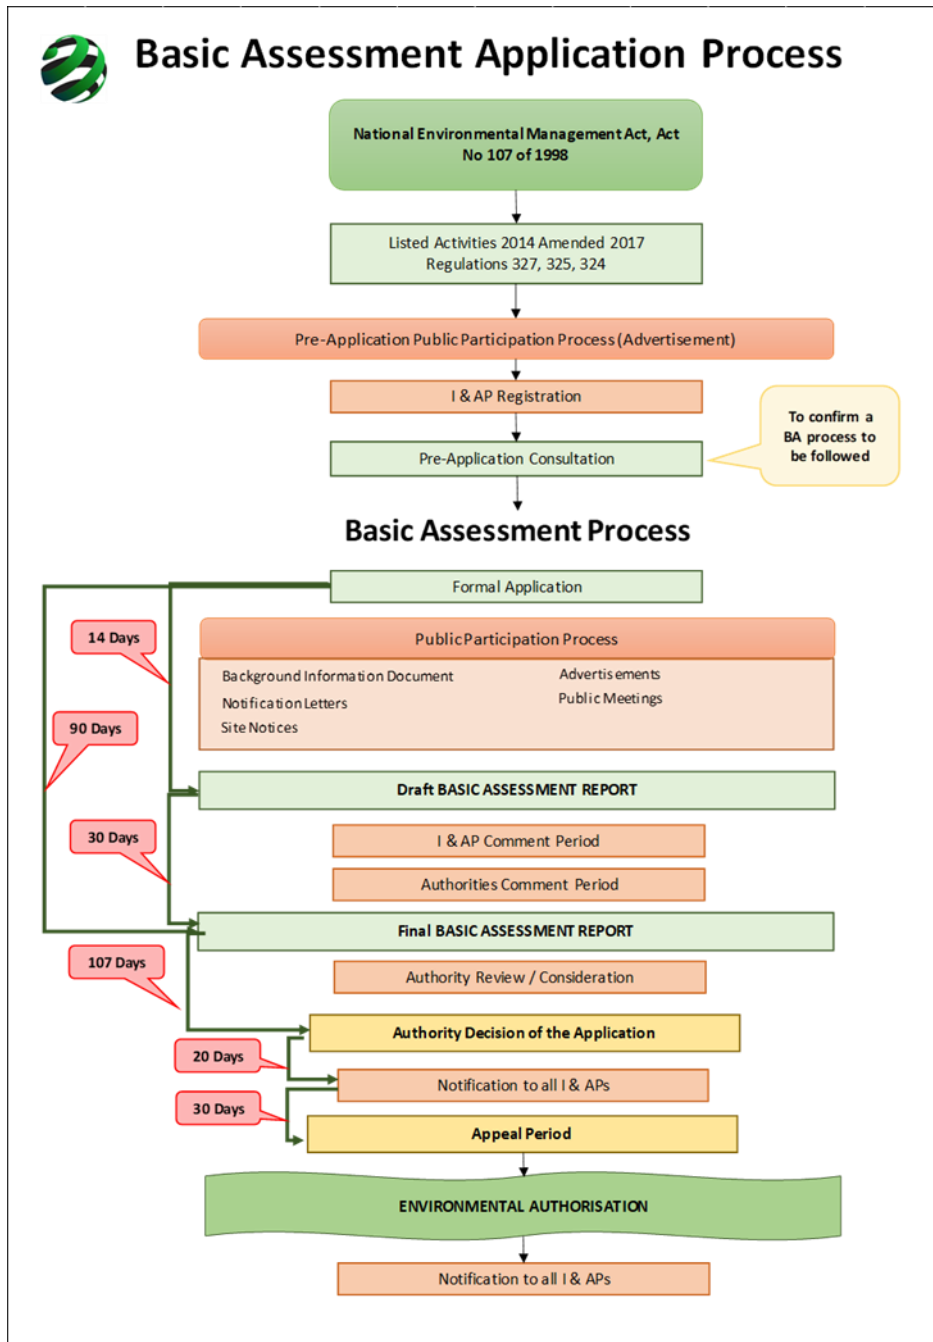 Basic Assessment Application Process
National Environmental Management Act, Act
No 107 of 1998
Listed Activities 2014 Amended 2017
Regulations 327, 325, 324
Pre-Application Public Participation Process (Advertisement)
I & AP Registration
To confirm a
BA process to
be followed
Pre-Application Consultation
Basic Assessment Process
Formal Application
14 Days
Public Participation Process
Background Information Document
Advertisements
Notification Letters
Public Meetings
Site Notices
90 Days
Draft BASIC ASSESSMENT REPORT
30 Days
I & AP Comment Period
Authorities Comment Period
Final BASIC ASSESSMENT REPORT
107 Days
Authority Review / Consideration
Authority Decision of the Application
20 Days
Notification to all I & APs
30 Days
Appeal Period
ENVIRONMENTAL AUTHORISATION
Notification to all I & APs